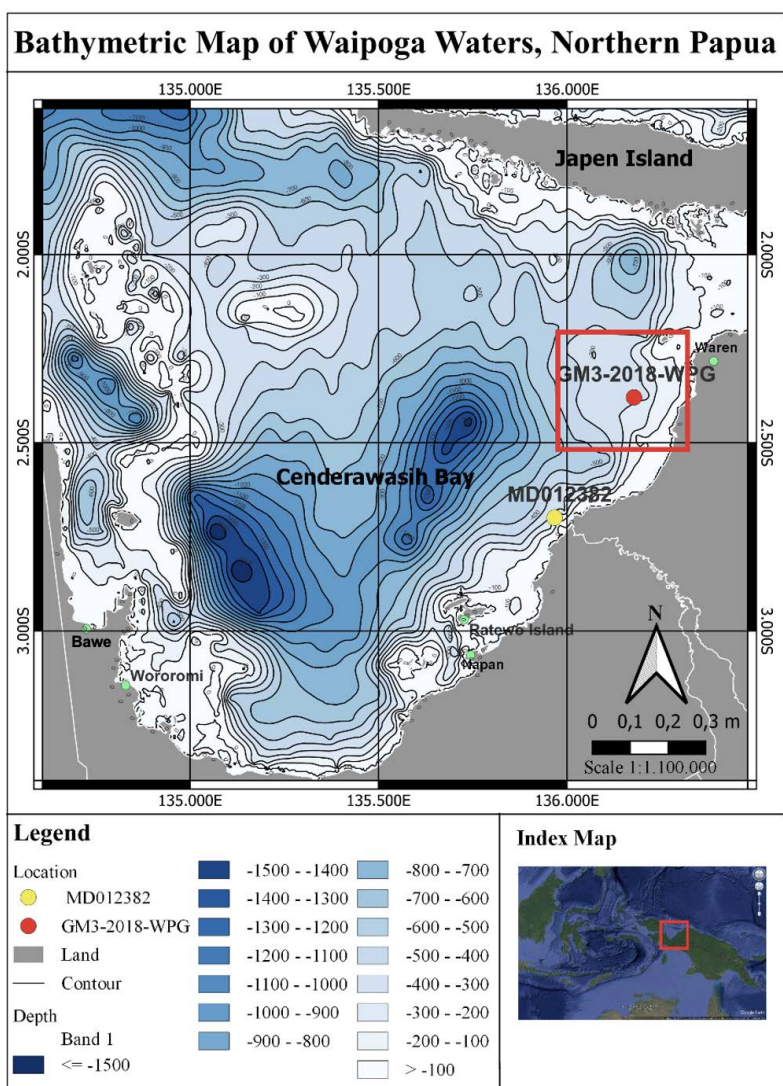 Bathymetric Map of Waipoga Waters, Northern Papua
135.000E 135.500E 136.000E
Japen Island
2.000S 2.000S
Waren
GM3-2018-WPG
2.500S 2.500S
Cenderawasih Bay
MD012382
3.000S 3.000S
Ratewo Island
Bawe
Napan
Wororomi
N
0 0,1 0,2 0,3 m
Scale 1:1.100.000
135.000E 135.500E 136.000E
Legend
Location
MD012382
GM3-2018-WPG
Land
Contour
Depth
Band 1
<= -1500
-1500 - -1400
-1400 - -1300
-1300 - -1200
-1200 - -1100
-1100 - -1000
-1000 - -900
-900 - -800
-800 - -700
-700 - -600
-600 - -500
-500 - -400
-400 - -300
-300 - -200
-200 - -100
> -100
Index Map